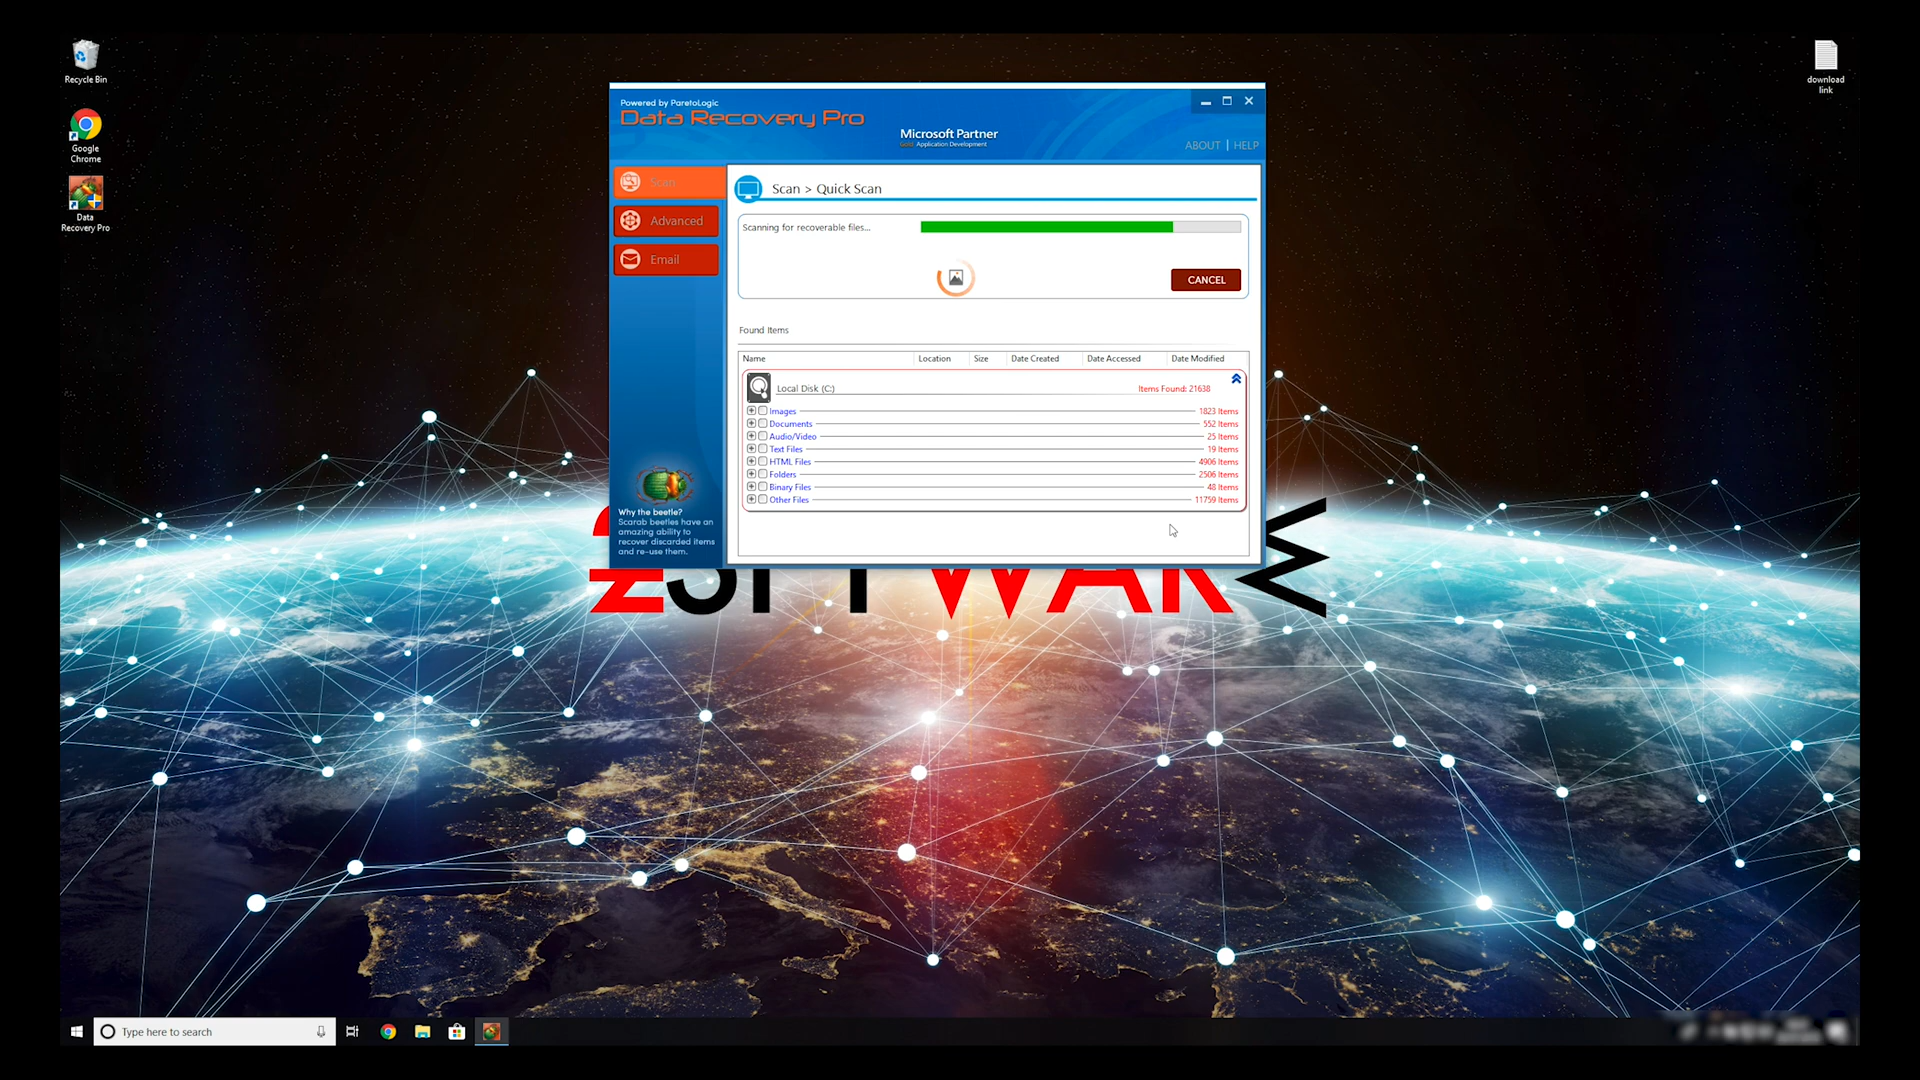 Recycle Bin
Google
Chrome
Data
Recovery Pro
download
link
Powered by ParetoLogic
Data Recovery Pro
Microsoft Partner
Gold Application Development
ABOUT | HELP
Scan
Advanced
Email
Why the beetle?
Scarab beetles have an
amazing ability to
recover discarded items
and re-use them.
Scan > Quick Scan
Scanning for recoverable files...
CANCEL
Found Items
Name Location Size Date Created Date Accessed Date Modified
Local Disk (C:) Items Found: 21638
Images 1823 Items
Documents 552 Items
Audio/Video 25 Items
Text Files 19 Items
HTML Files 4906 Items
Folders 2506 Items
Binary Files 48 Items
Other Files 11759 Items
2SPYWARE
Type here to search